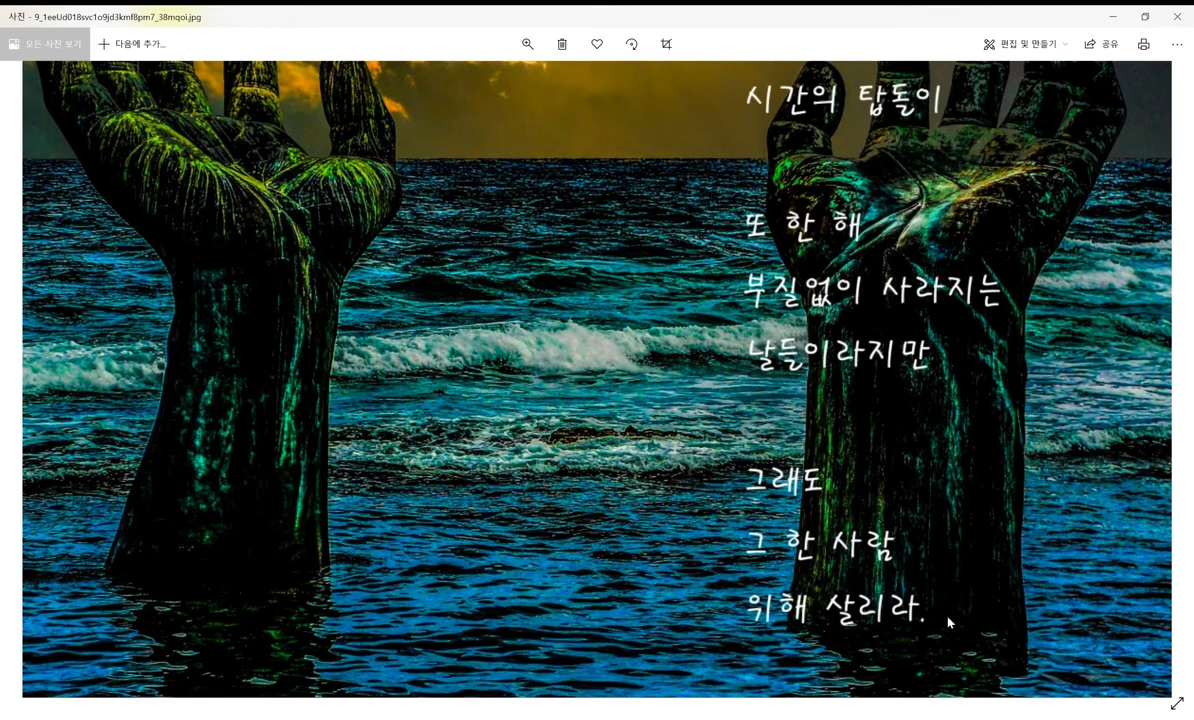 사진 - 9_1eeUd018svc1o9jd3kmf8pm7_38mqoi.jpg
모든 사진 보기
다음에 추가...
편집 및 만들기
공유
시간의 탑돌이
또 한 해
부질없이 사라지는
날들이라지만
그래도
그 한 사람
위해 살리라.